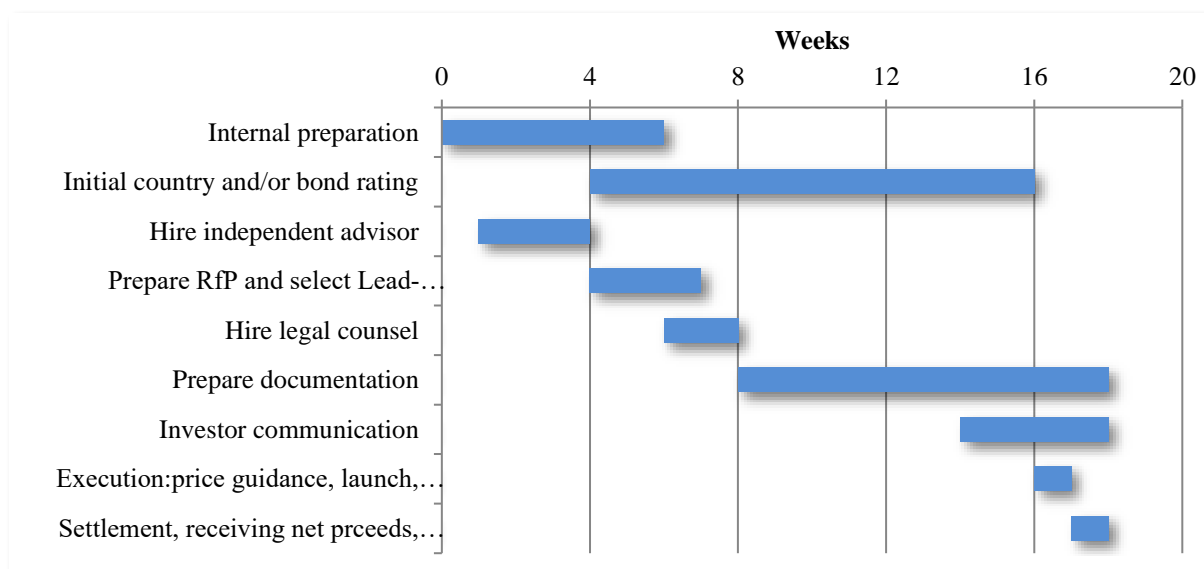 Weeks
0 4 8 12 16 20
Internal preparation
Initial country and/or bond rating
Hire independent advisor
Prepare RfP and select Lead-…
Hire legal counsel
Prepare documentation
Investor communication
Execution:price guidance, launch,…
Settlement, receiving net prceeds,…